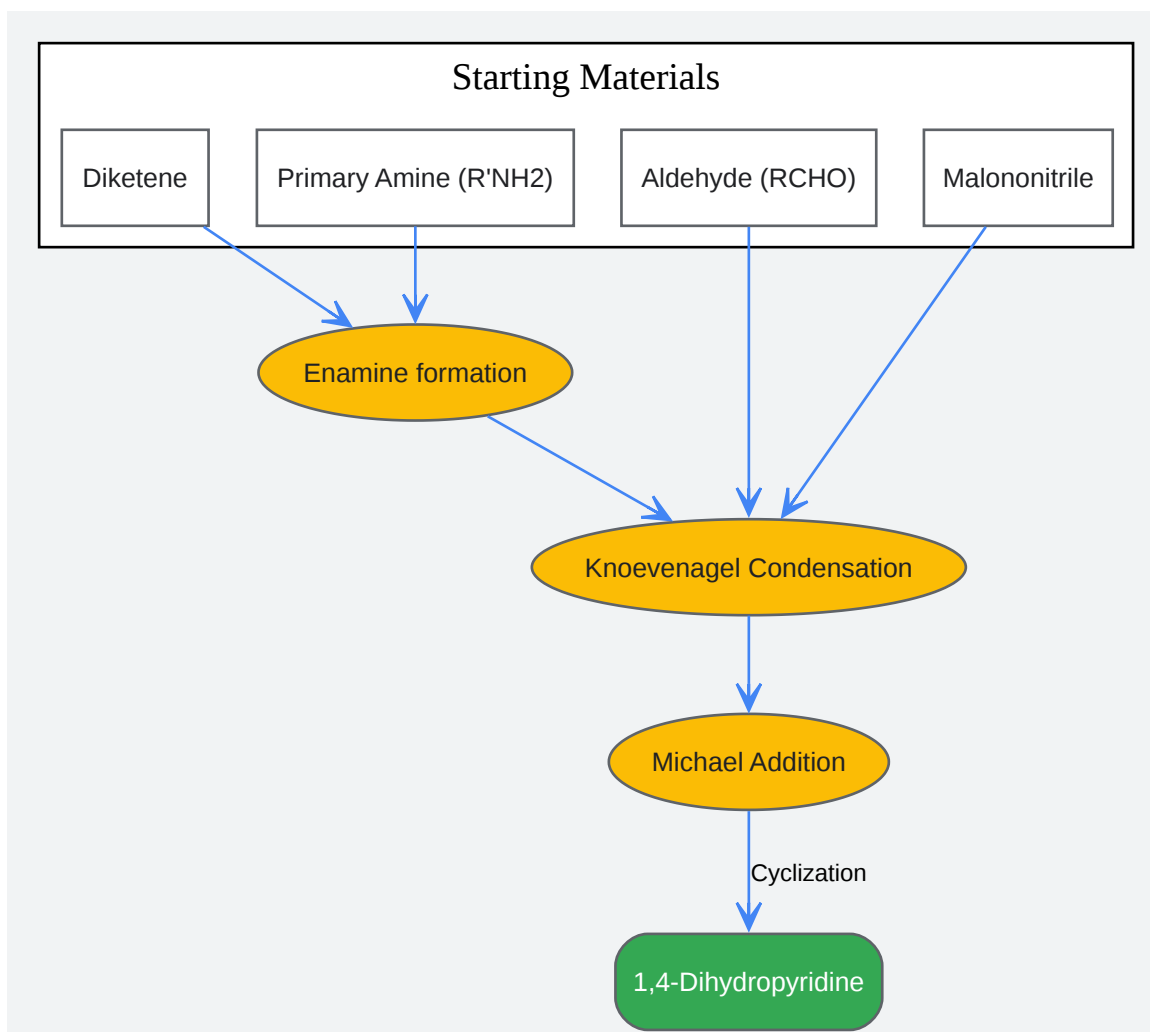 Starting Materials
Diketene
Primary Amine (R'NH2)
Aldehyde (RCHO)
Malononitrile
Enamine formation
Knoevenagel Condensation
Michael Addition
Cyclization
1,4-Dihydropyridine